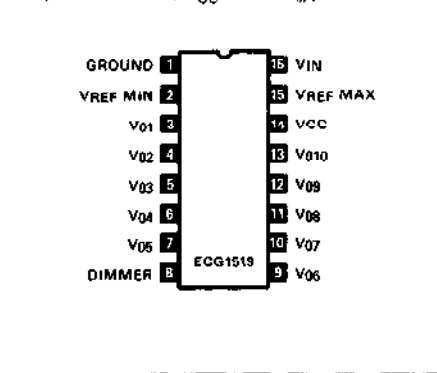 GROUND 1 16 VIN
VREF MIN 2 15 VREF MAX
V01 3 14 VCC
V02 4 13 V010
V03 5 12 V09
V04 6 11 V08
V05 7 10 V07
DIMMER 8 9 V06
ECG1513